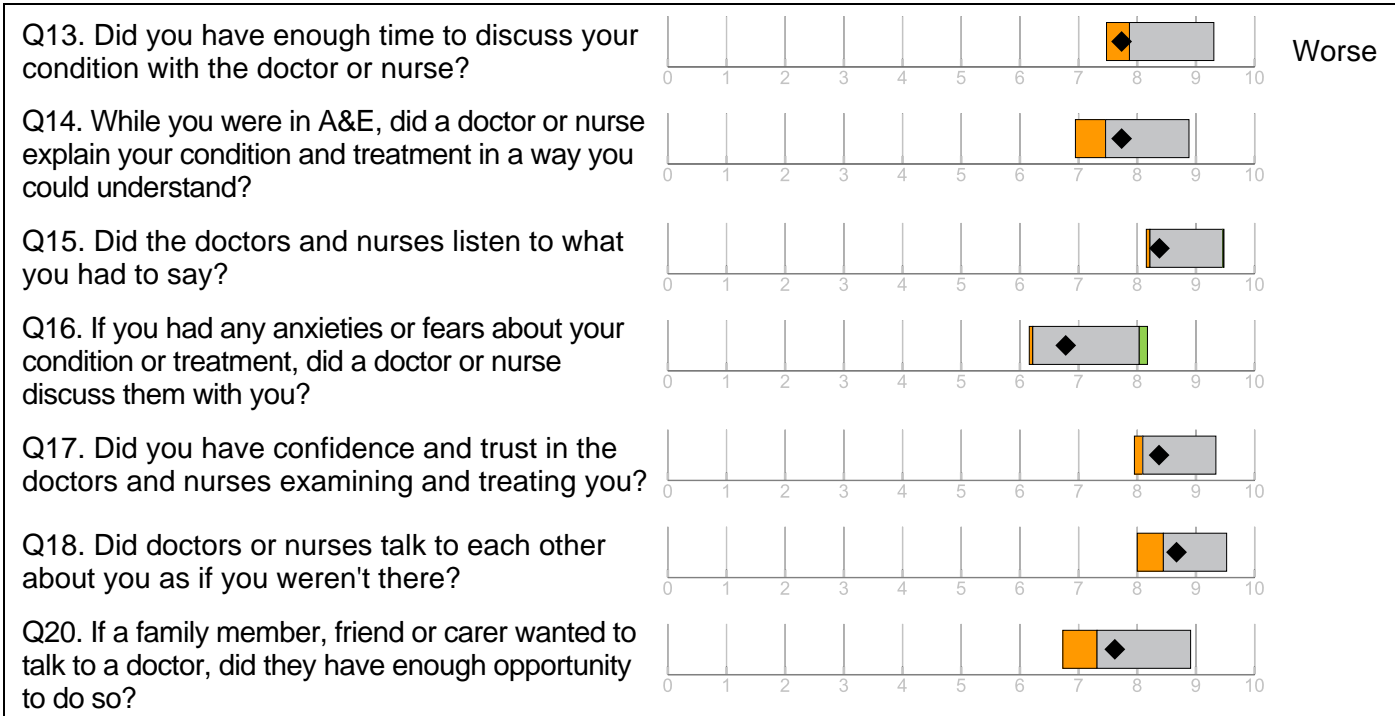 Q13. Did you have enough time to discuss your
condition with the doctor or nurse?
0 1 2 3 4 5 6 7 8 9 10
Worse
Q14. While you were in A&E, did a doctor or nurse
explain your condition and treatment in a way you
could understand?
0 1 2 3 4 5 6 7 8 9 10
Q15. Did the doctors and nurses listen to what
you had to say?
0 1 2 3 4 5 6 7 8 9 10
Q16. If you had any anxieties or fears about your
condition or treatment, did a doctor or nurse
discuss them with you?
0 1 2 3 4 5 6 7 8 9 10
Q17. Did you have confidence and trust in the
doctors and nurses examining and treating you?
0 1 2 3 4 5 6 7 8 9 10
Q18. Did doctors or nurses talk to each other
about you as if you weren't there?
0 1 2 3 4 5 6 7 8 9 10
Q20. If a family member, friend or carer wanted to
talk to a doctor, did they have enough opportunity
to do so?
0 1 2 3 4 5 6 7 8 9 10